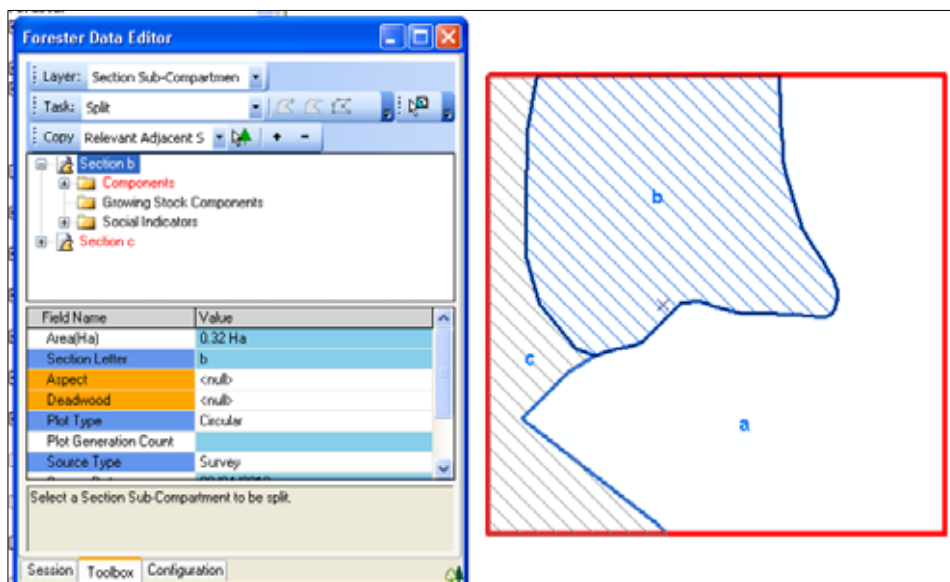 Forester Data Editor
Layer: Section Sub-Compartmen
Task: Split
Copy Relevant Adjacent S + -
Section b
Components
Growing Stock Components
Social Indicators
Section c
Field Name Value
Area(Ha) 0.32 Ha
Section Letter b
Aspect <null>
Deadwood <null>
Plot Type Circular
Plot Generation Count
Source Type Survey
Select a Section Sub-Compartment to be split.
Session Toolbox Configuration
b
c
a